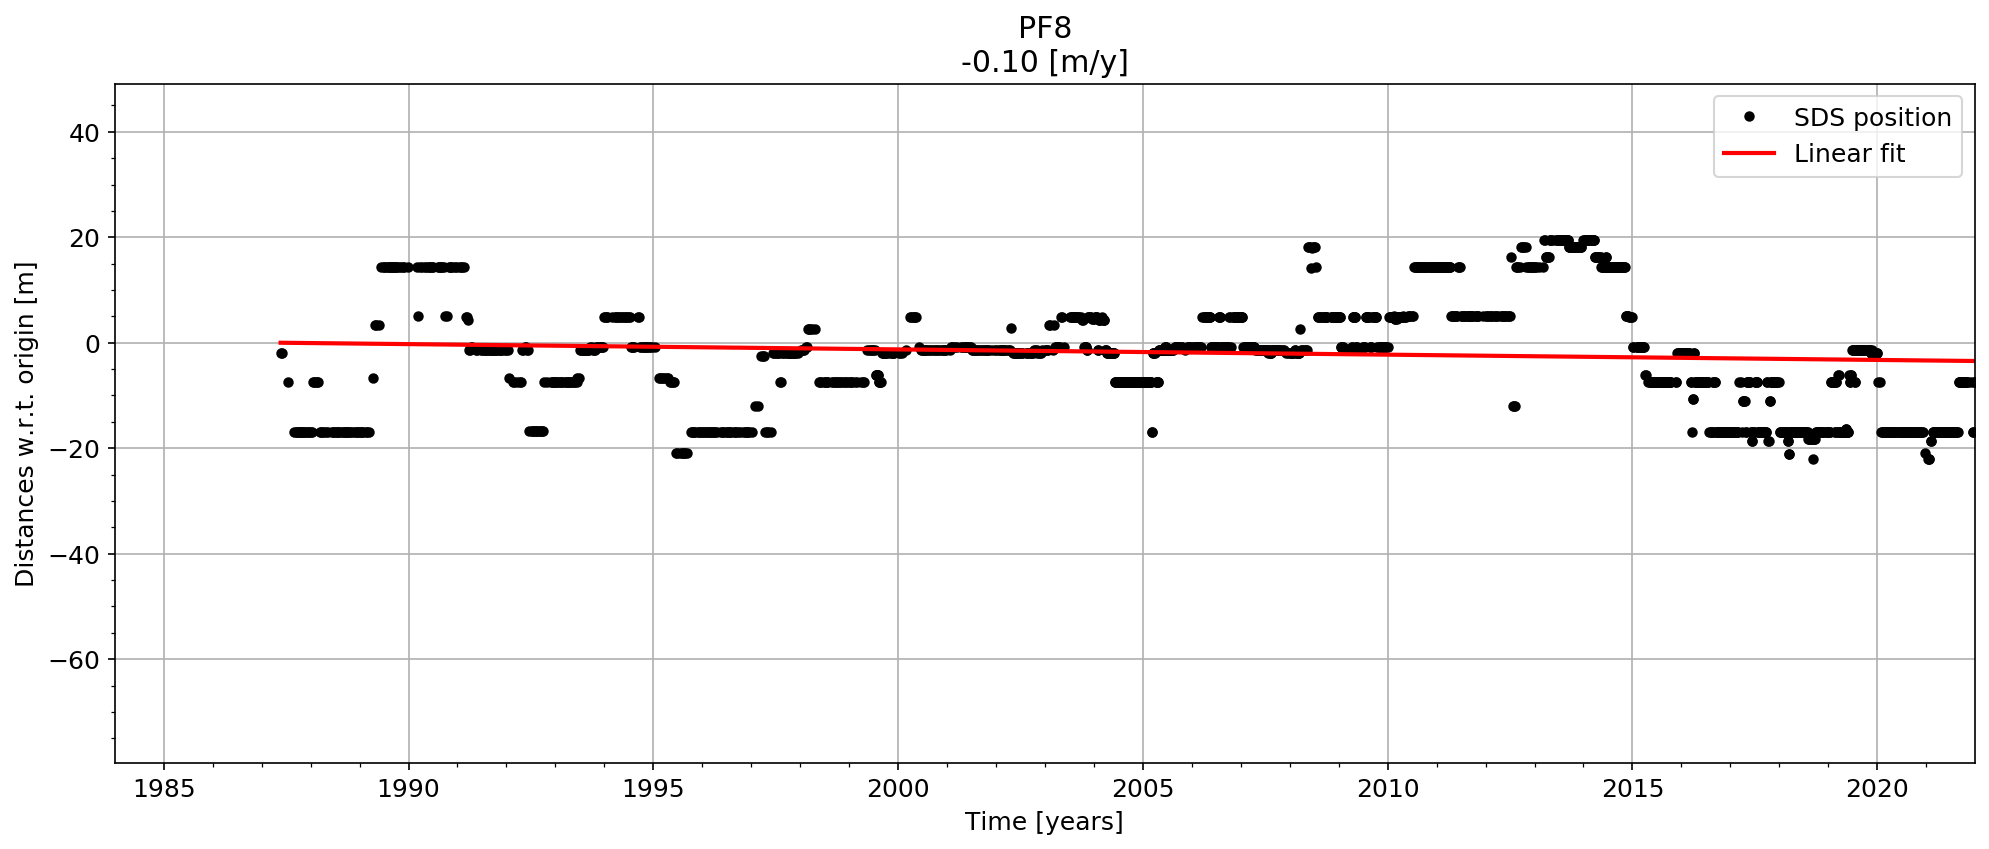 PF8
-0.10 [m/y]
SDS position
Linear fit
Distances w.r.t. origin [m]
40
20
0
−20
−40
−60
1985 1990 1995 2000 2005 2010 2015 2020
Time [years]